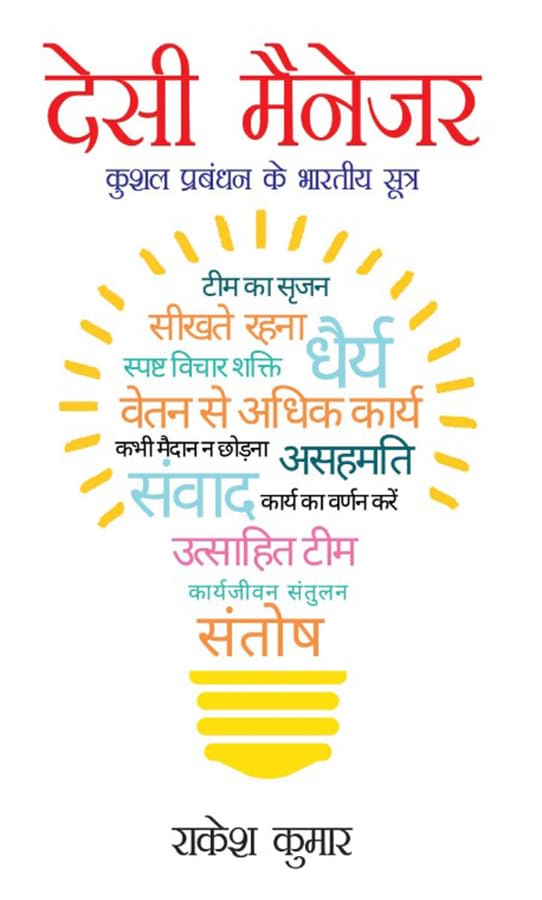 देसी मैनेजर
कुशल प्रबंधन के भारतीय सूत्र
टीम का सृजन
सीखते रहना
धैर्य
स्पष्ट विचार शक्ति
वेतन से अधिक कार्य
कभी मैदान न छोड़ना
असहमति
संवाद
कार्य का वर्णन करें
उत्साहित टीम
कार्यजीवन संतुलन
संतोष
राकेश कुमार